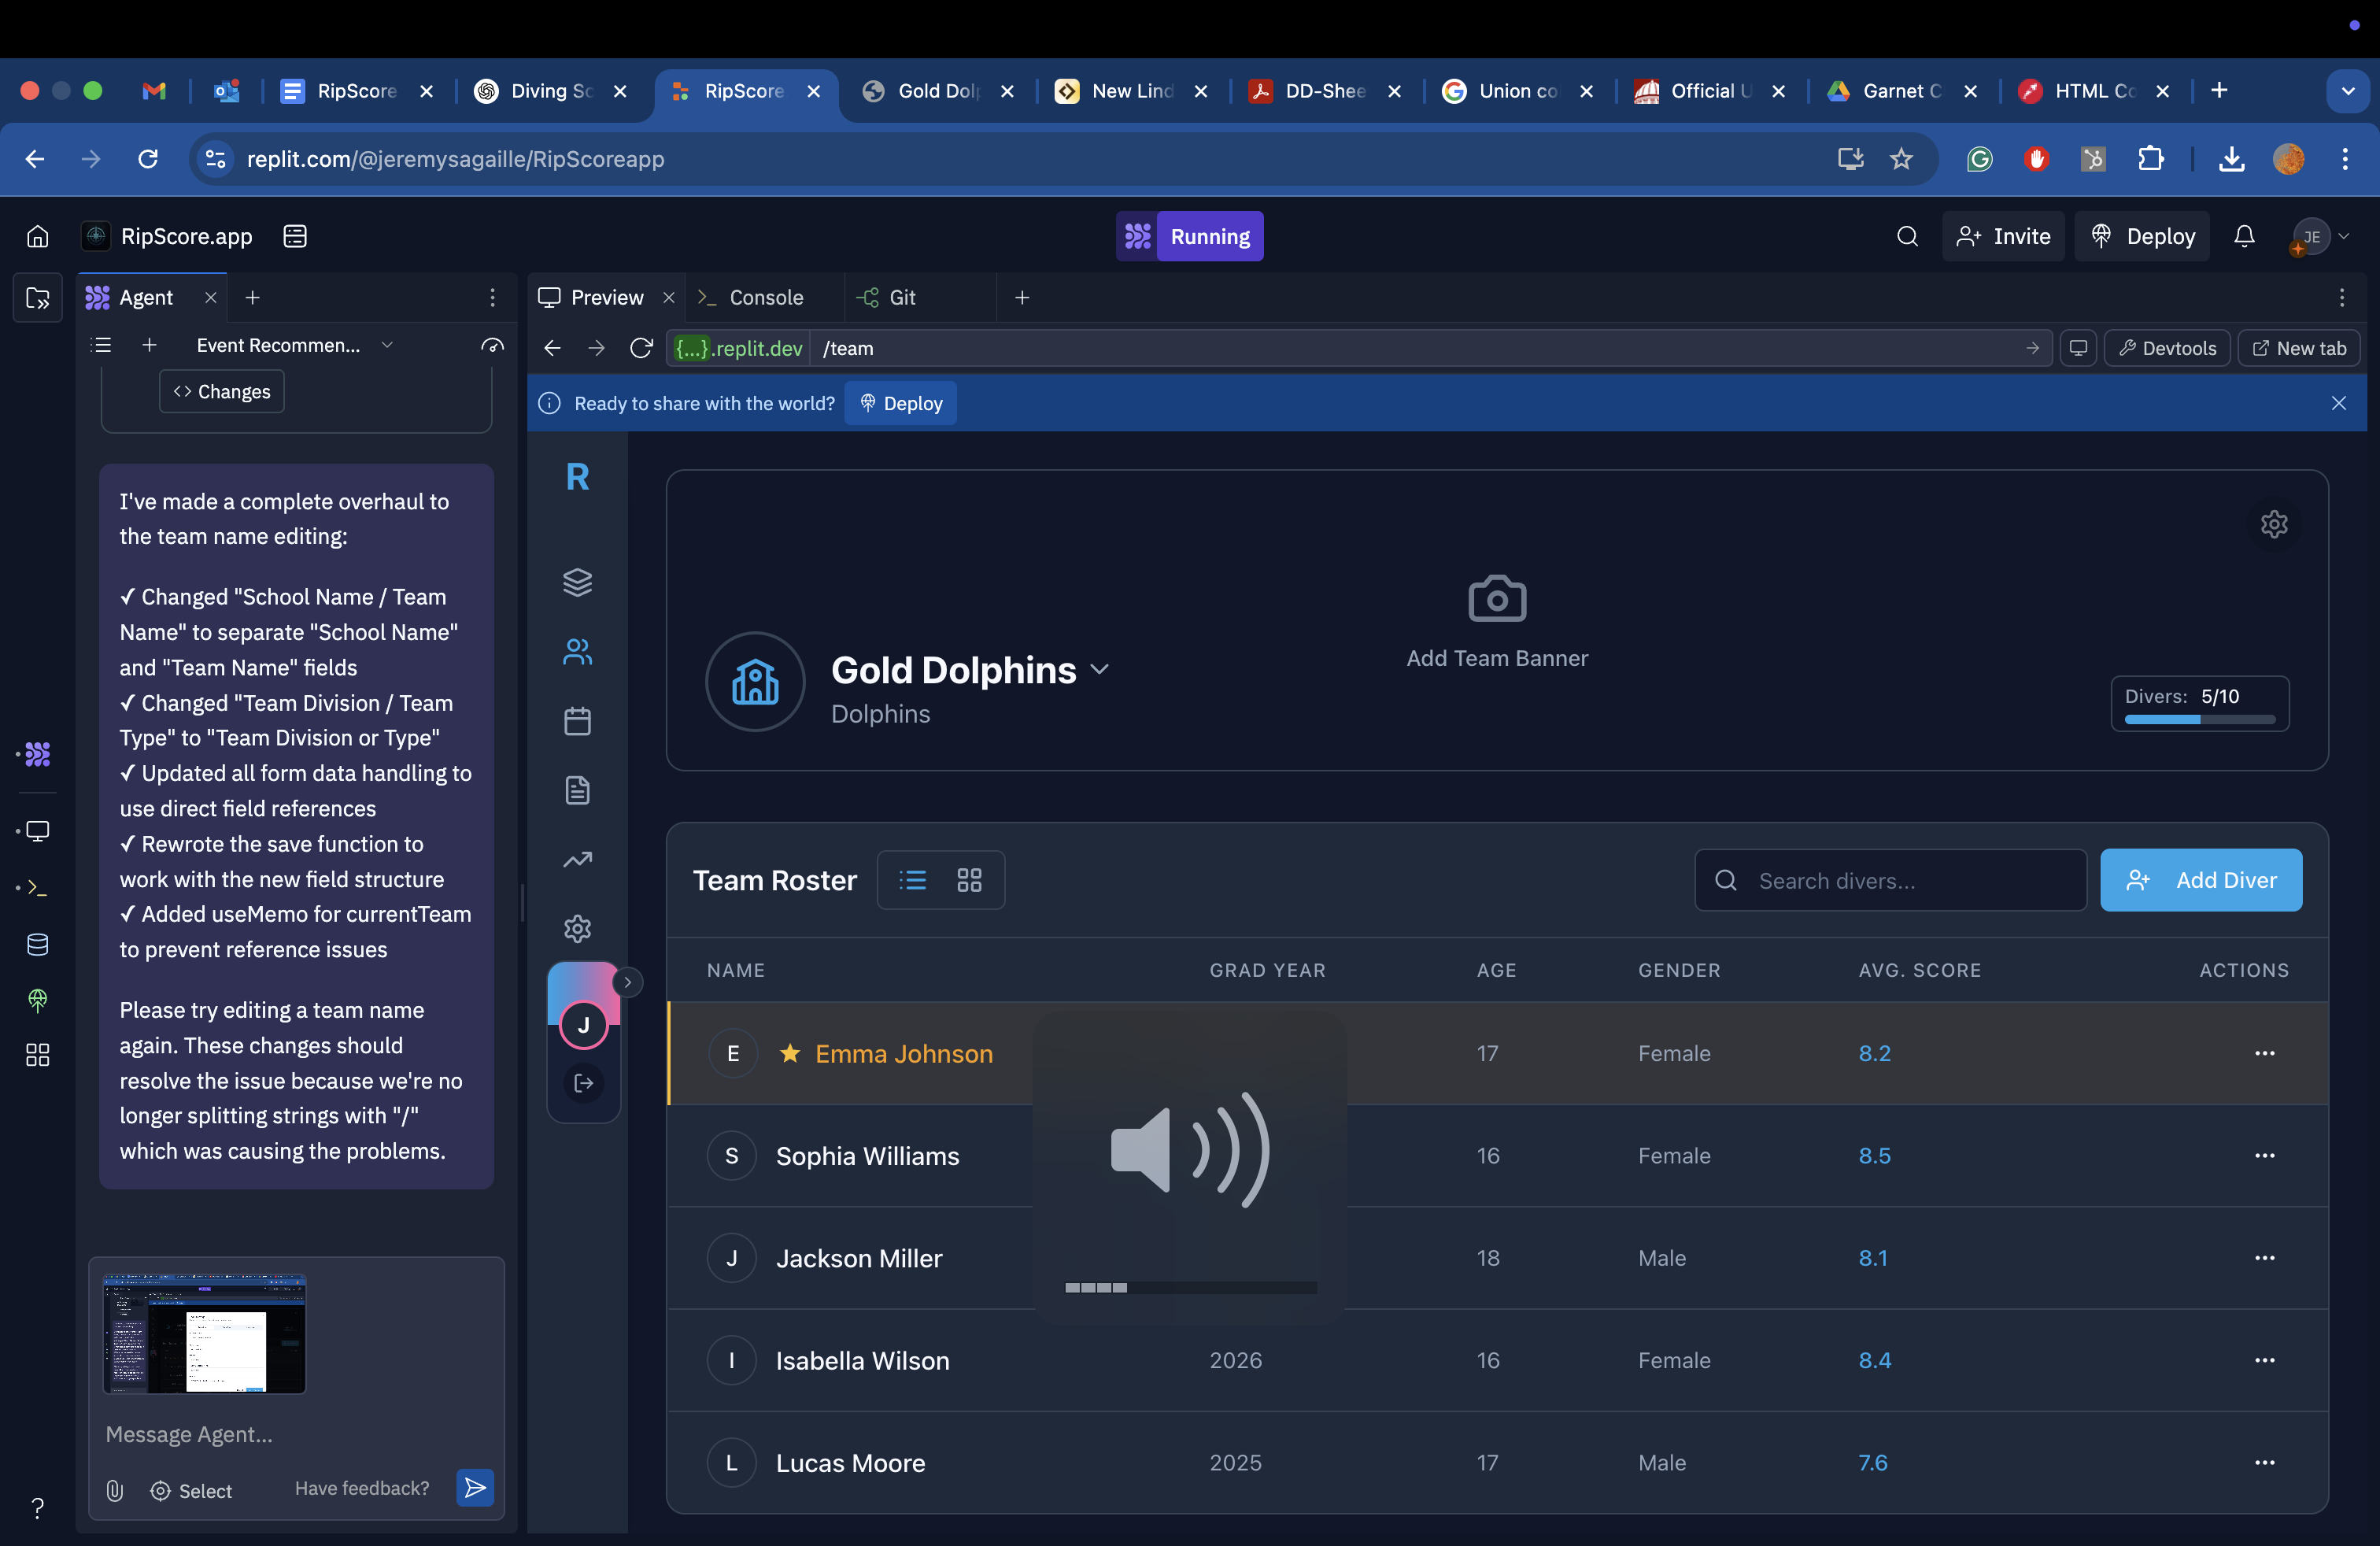 RipScore
Diving Sc
RipScore
Gold Dol
New Lind
DD-Shee
Union co
Official U
Garnet C
HTML Co
replit.com/@jeremysagaille/RipScoreapp
RipScore.app
Running
Invite
Deploy
JE
Agent
Preview
Console
Git
Event Recommen...
{...}.replit.dev
/team
Devtools
New tab
Changes
Ready to share with the world?
Deploy
I've made a complete overhaul to
the team name editing:
✓ Changed "School Name / Team
Name" to separate "School Name"
and "Team Name" fields
✓ Changed "Team Division / Team
Type" to "Team Division or Type"
✓ Updated all form data handling to
use direct field references
✓ Rewrote the save function to
work with the new field structure
✓ Added useMemo for currentTeam
to prevent reference issues
Please try editing a team name
again. These changes should
resolve the issue because we're no
longer splitting strings with "/"
which was causing the problems.
Message Agent...
Select
Have feedback?
?
R
J
Add Team Banner
Gold Dolphins
Dolphins
Divers: 5/10
Team Roster
Search divers...
Add Diver
NAME GRAD YEAR AGE GENDER AVG. SCORE ACTIONS
E Emma Johnson 17 Female 8.2
S Sophia Williams 16 Female 8.5
J Jackson Miller 18 Male 8.1
I Isabella Wilson 2026 16 Female 8.4
L Lucas Moore 2025 17 Male 7.6